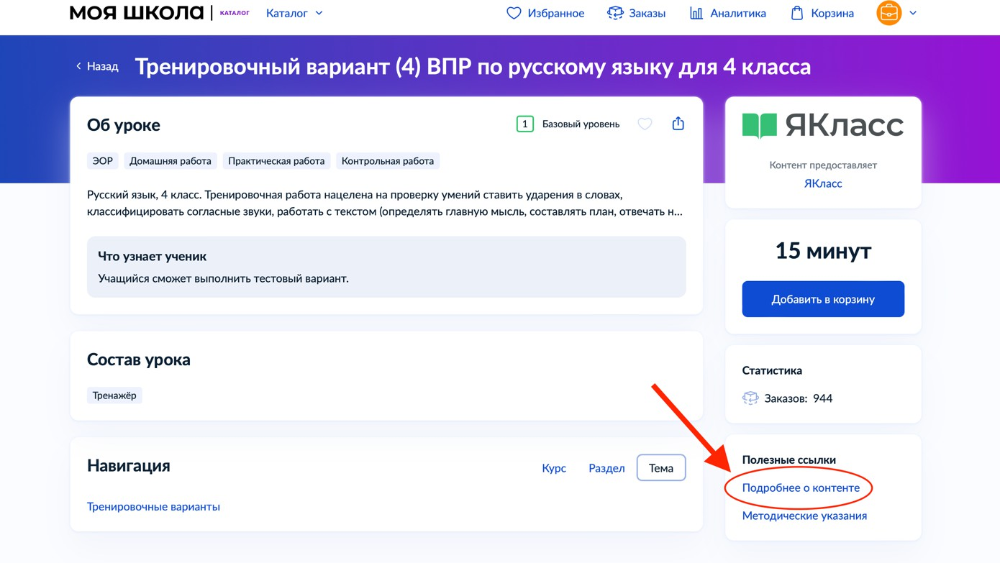 МОЯ ШКОЛА | КАТАЛОГ Каталог Избранное Заказы Аналитика Корзина
Назад Тренировочный вариант (4) ВПР по русскому языку для 4 класса
Об уроке
1 Базовый уровень
ЭОР Домашняя работа Практическая работа Контрольная работа
Русский язык, 4 класс. Тренировочная работа нацелена на проверку умений ставить ударения в словах,
классифицировать согласные звуки, работать с текстом (определять главную мысль, составлять план, отвечать н...
Что узнает ученик
Учащийся сможет выполнить тестовый вариант.
Состав урока
Тренажёр
Навигация
Курс Раздел Тема
Тренировочные варианты
ЯКласс
Контент предоставляет
ЯКласс
15 минут
Добавить в корзину
Статистика
Заказов: 944
Полезные ссылки
Подробнее о контенте
Методические указания